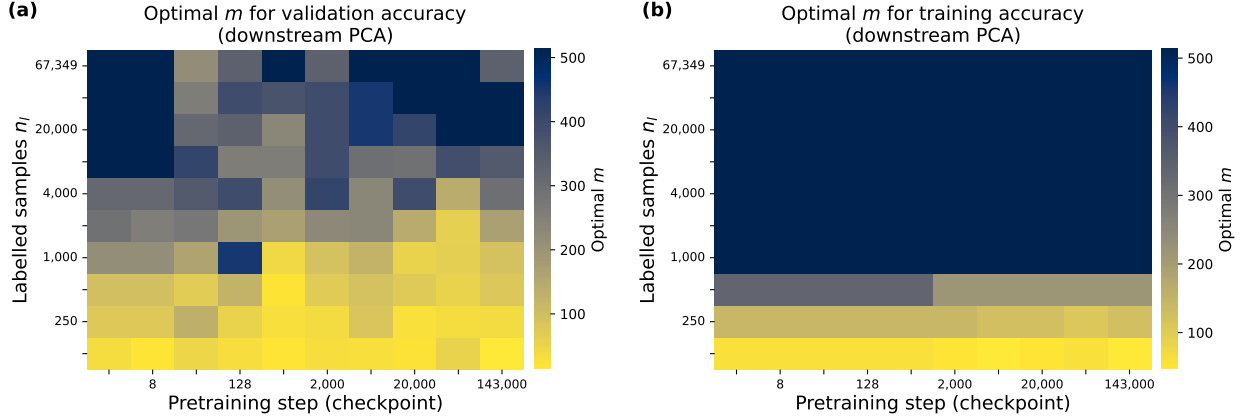 (a)
Optimal m for validation accuracy
(downstream PCA)
67,349
20,000
4,000
1,000
250
Labelled samples n_l
8
128
2,000
20,000
143,000
Pretraining step (checkpoint)
500
400
300
200
100
Optimal m
(b)
Optimal m for training accuracy
(downstream PCA)
67,349
20,000
4,000
1,000
250
Labelled samples n_l
8
128
2,000
20,000
143,000
Pretraining step (checkpoint)
500
400
300
200
100
Optimal m